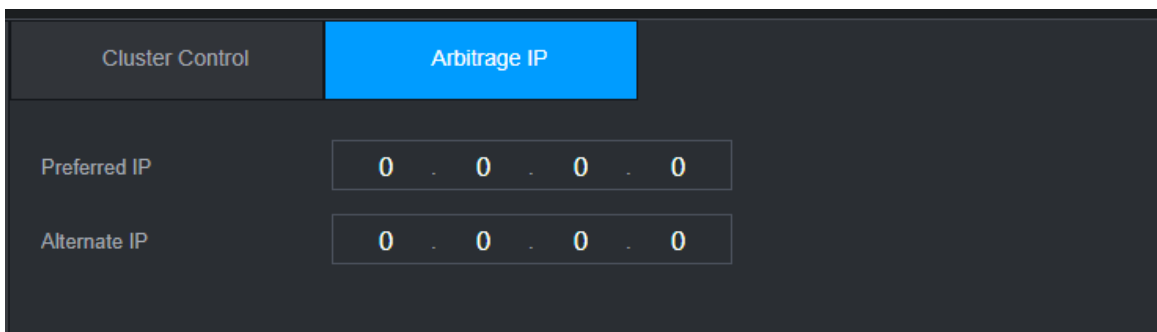 Cluster Control Arbitrage IP
Preferred IP 0 . 0 . 0 . 0
Alternate IP 0 . 0 . 0 . 0